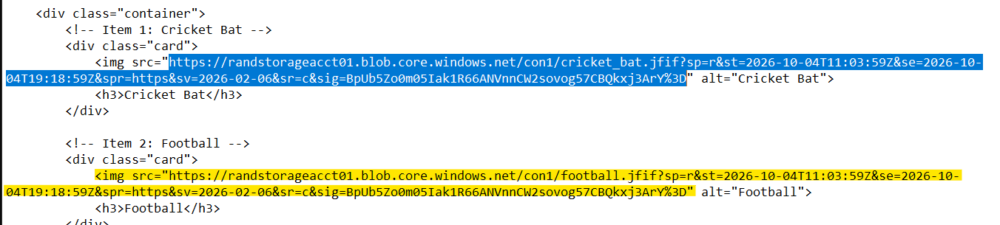 <div class="container">
<!-- Item 1: Cricket Bat -->
<div class="card">
<img src="https://randstorageacct01.blob.core.windows.net/con1/cricket_bat.jfif?sp=r&st=2026-10-04T11:03:59Z&se=2026-10-
04T19:18:59Z&spr=https&sv=2026-02-06&sr=c&sig=BpUb5Zo0m05Iak1R66ANVnnCW2sovog57CBQkxj3ArY%3D" alt="Cricket Bat">
<h3>Cricket Bat</h3>
</div>
<!-- Item 2: Football -->
<div class="card">
<img src="https://randstorageacct01.blob.core.windows.net/con1/football.jfif?sp=r&st=2026-10-04T11:03:59Z&se=2026-10-
04T19:18:59Z&spr=https&sv=2026-02-06&sr=c&sig=BpUb5Zo0m05Iak1R66ANVnnCW2sovog57CBQkxj3ArY%3D" alt="Football">
<h3>Football</h3>
</div>